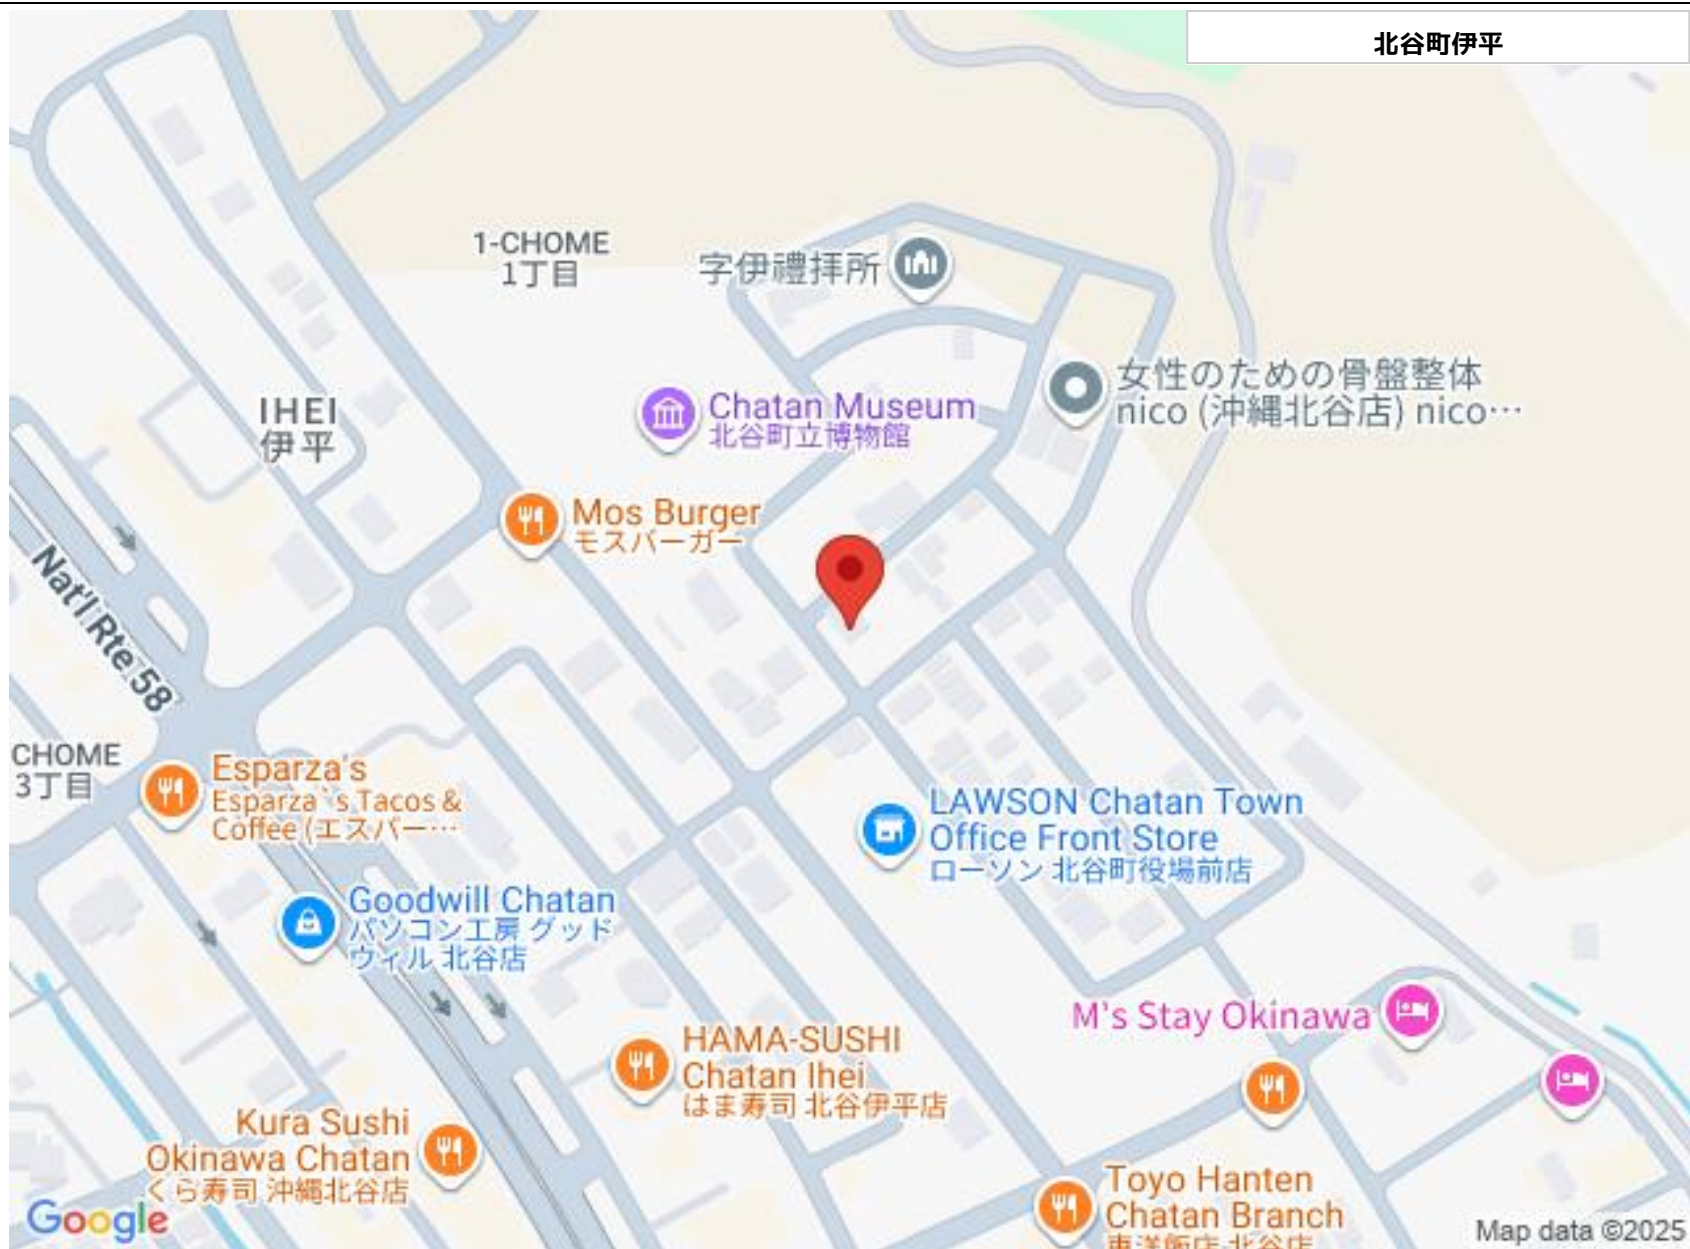 北谷町伊平
1-CHOME
1丁目
字伊禮拝所
女性のための骨盤整体
nico (沖縄北谷店) nico…
IHEI
伊平
Chatan Museum
北谷町立博物館
Mos Burger
モスバーガー
Nat'l Rte 58
CHOME
3丁目
Esparza's
Esparza`s Tacos &
Coffee (エスパー…
LAWSON Chatan Town
Office Front Store
ローソン 北谷町役場前店
Goodwill Chatan
パソコン工房 グッド
ウィル 北谷店
M's Stay Okinawa
HAMA-SUSHI
Chatan Ihei
はま寿司 北谷伊平店
Kura Sushi
Okinawa Chatan
くら寿司 沖縄北谷店
Toyo Hanten
Chatan Branch
東洋飯店 北谷店
Google
Map data ©2025